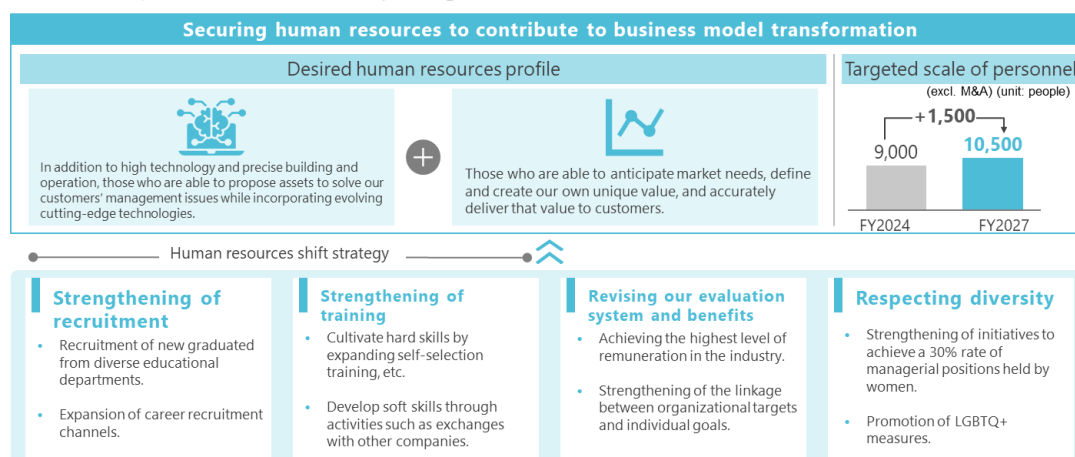 Securing human resources to contribute to business model transformation
Desired human resources profile
In addition to high technology and precise building and
operation, those who are able to propose assets to solve our
customers' management issues while incorporating evolving
cutting-edge technologies.
Those who are able to anticipate market needs, define
and create our own unique value, and accurately
deliver that value to customers.
Targeted scale of personnel
(excl. M&A) (unit: people)
+1,500
9,000
10,500
FY2024
FY2027
Human resources shift strategy
Strengthening of
recruitment
• Recruitment of new graduated
from diverse educational
departments.
• Expansion of career recruitment
channels.
Strengthening of
training
• Cultivate hard skills by
expanding self-selection
training, etc.
• Develop soft skills through
activities such as exchanges
with other companies.
Revising our evaluation
system and benefits
• Achieving the highest level of
remuneration in the industry.
• Strengthening of the linkage
between organizational targets
and individual goals.
Respecting diversity
• Strengthening of initiatives to
achieve a 30% rate of
managerial positions held by
women.
• Promotion of LGBTQ+
measures.